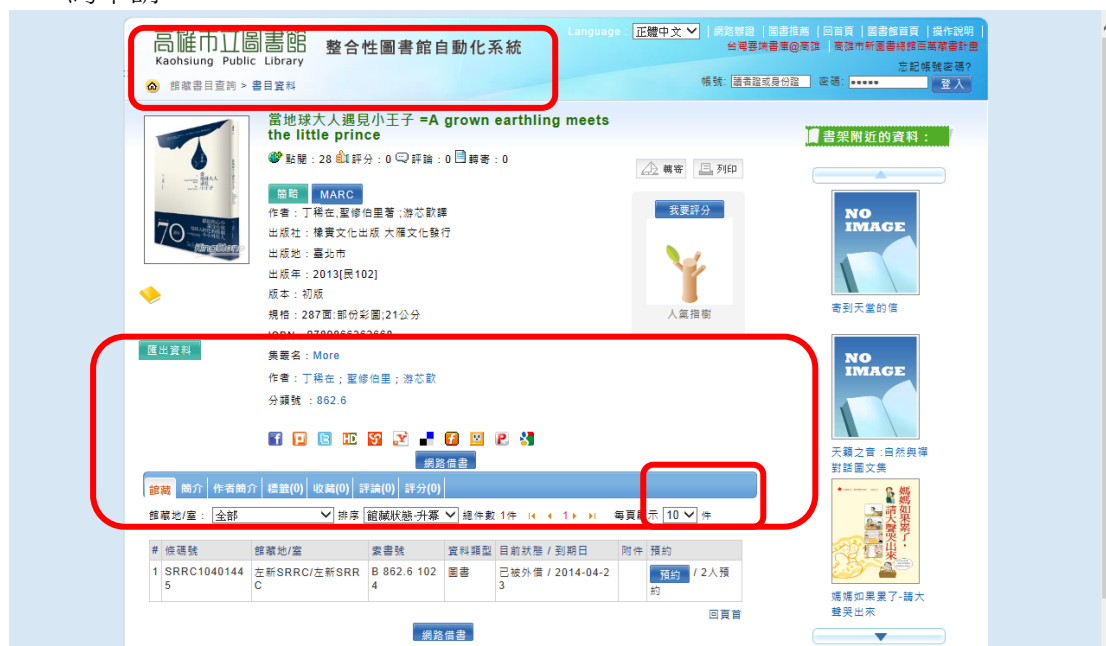 Language : 正體中文 | 網路辦證 | 圖書推薦 | 回首頁 | 圖書館首頁 | 操作說明 |
台灣雲端書庫@高雄 | 高雄市新圖書總館百萬藏書計畫
高雄市立圖書館 整合性圖書館自動化系統
Kaohsiung Public Library
忘記帳號密碼?
帳號: 讀者證或身份證 密碼: ••••• 登入
館藏書目查詢 > 書目資料
當地球大人遇見小王子 =A grown earthling meets
the little prince
點閱 : 28 評分 : 0 評論 : 0 轉寄 : 0
轉寄 列印
簡略 MARC
作者 : 丁稀在,聖修伯里著 ;游芯歆譯
出版社 : 橡實文化出版 大雁文化發行
出版地 : 臺北市
出版年 : 2013[民102]
版本 : 初版
規格 : 287面:部份彩圖;21公分
匯出資料
集叢名 : More
作者 : 丁稀在 ; 聖修伯里 ; 游芯歆
分類號 : 862.6
我要評分
人氣指樹
網路借書
館藏 簡介 作者簡介 標籤(0) 收藏(0) 評論(0) 評分(0)
館藏地/室 : 全部 排序 館藏狀態-升冪 總件數 1件 1 每頁顯示 10 件
# 條碼號 館藏地/室 索書號 資料類型 目前狀態 / 到期日 附件 預約
1 SRRC1040144 左新SRRC/左新SRR B 862.6 102 圖書 已被外借 / 2014-04-2 預約 / 2人預
5 C 4 3 約
回頁首
網路借書
書架附近的資料 :
NO
IMAGE
寄到天堂的信
NO
IMAGE
天籟之音 :自然與禪
對話圖文集
媽媽如果累了,請大聲哭出來
媽媽如果累了-請大
聲哭出來
70